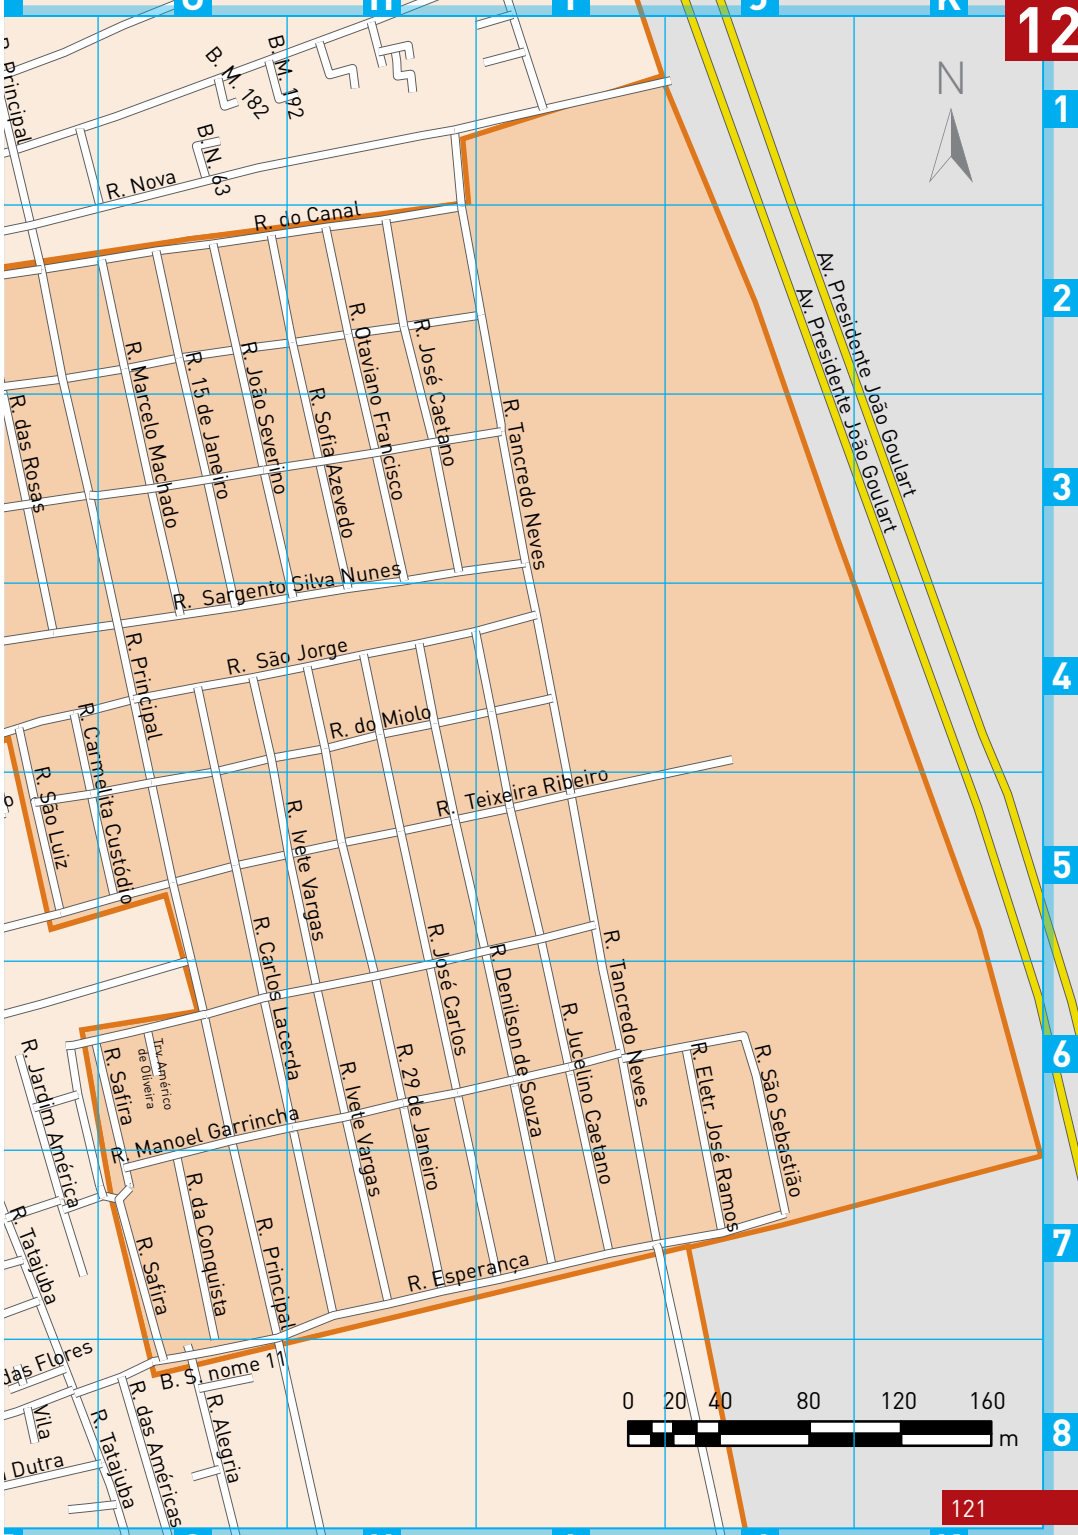 12
N
1
2
3
4
5
6
7
8
R. Principal
B. M. 182
B. M. 192
B. N. 63
R. Nova
R. do Canal
Av. Presidente João Goulart
Av. Presidente João Goulart
R. das Rosas
R. Marcelo Machado
R. 15 de Janeiro
R. João Severino
R. Sofia Azevedo
R. Otaviano Francisco
R. José Caetano
R. Tancredo Neves
R. Sargento Silva Nunes
R. Principal
R. São Jorge
R. do Miolo
R. Carmelita Custódio
R. São Luiz
R. Teixeira Ribeiro
R. Ivete Vargas
R. Carlos Lacerda
R. José Carlos
R. Denilson de Souza
R. Tancredo Neves
R. Jucelino Caetano
R. Jardim América
R. Safira
Trv. Américo
de Oliveira
R. Manoel Garrincha
R. Ivete Vargas
R. 29 de Janeiro
R. Eletr. José Ramos
R. São Sebastião
R. Tatajuba
R. Safira
R. da Conquista
R. Principal
R. Esperança
das Flores
B. S. nome 11
Vila
R. Tatajuba
R. das Américas
R. Alegria
Dutra
0 20 40 80 120 160
m
121